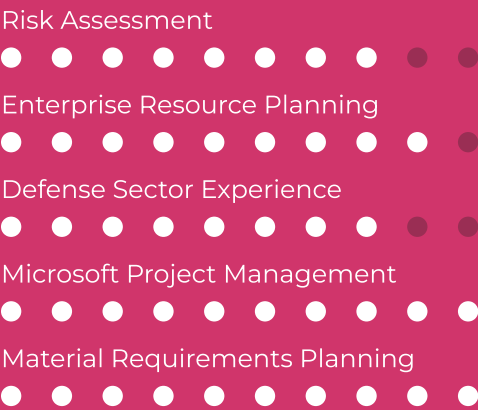 Risk Assessment
Enterprise Resource Planning
Defense Sector Experience
Microsoft Project Management
Material Requirements Planning